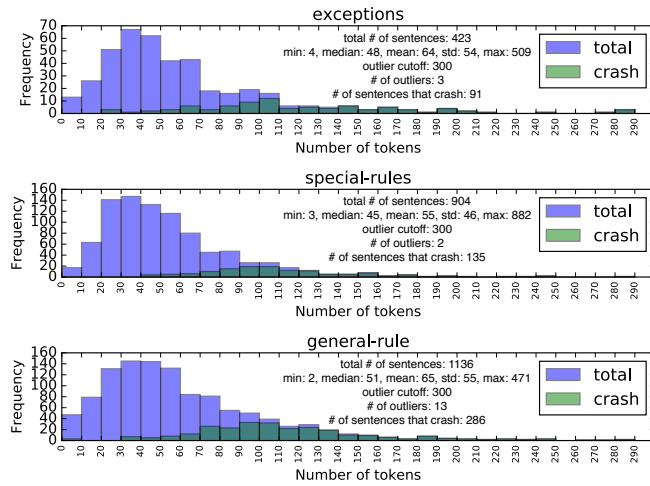 exceptions
Frequency
70
60
50
40
30
20
10
0
total # of sentences: 423
min: 4, median: 48, mean: 64, std: 54, max: 509
outlier cutoff: 300
# of outliers: 3
# of sentences that crash: 91
total
crash
0 10 20 30 40 50 60 70 80 90 100 110 120 130 140 150 160 170 180 190 200 210 220 230 240 250 260 270 280 290
Number of tokens
special-rules
Frequency
160
140
120
100
80
60
40
20
0
total # of sentences: 904
min: 3, median: 45, mean: 55, std: 46, max: 882
outlier cutoff: 300
# of outliers: 2
# of sentences that crash: 135
total
crash
0 10 20 30 40 50 60 70 80 90 100 110 120 130 140 150 160 170 180 190 200 210 220 230 240 250 260 270 280 290
Number of tokens
general-rule
Frequency
160
140
120
100
80
60
40
20
0
total # of sentences: 1136
min: 2, median: 51, mean: 65, std: 55, max: 471
outlier cutoff: 300
# of outliers: 13
# of sentences that crash: 286
total
crash
0 10 20 30 40 50 60 70 80 90 100 110 120 130 140 150 160 170 180 190 200 210 220 230 240 250 260 270 280 290
Number of tokens